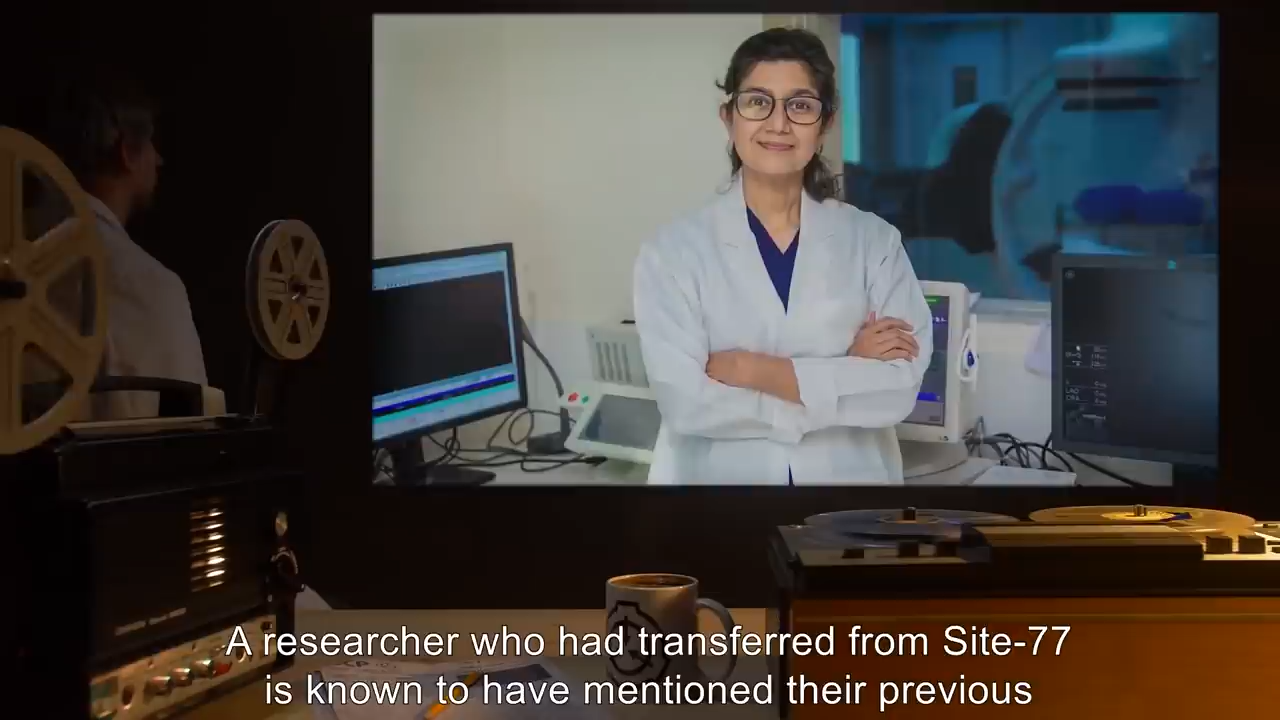 A researcher who had transferred from Site-77
is known to have mentioned their previous